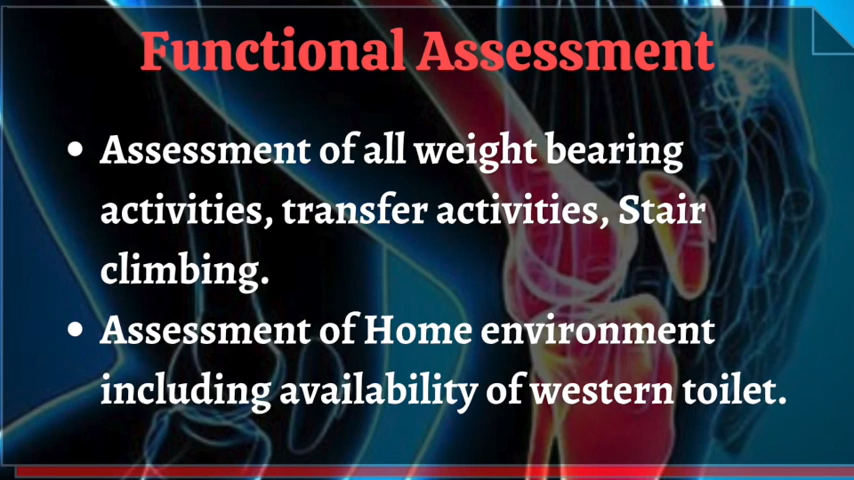 Functional Assessment
• Assessment of all weight bearing
activities, transfer activities, Stair
climbing.
• Assessment of Home environment
including availability of western toilet.